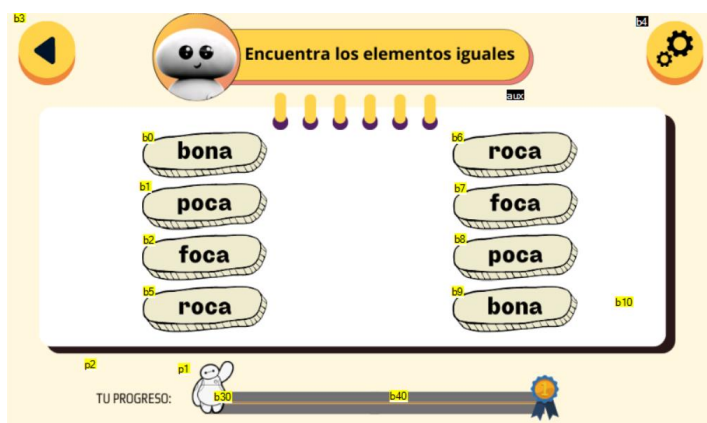 b3
b4
Encuentra los elementos iguales
aux
b0 bona
b6 roca
b1 poca
b7 foca
b2 foca
b8 poca
b5 roca
b9 bona
b10
p2
p1
TU PROGRESO:
b30
b40
1